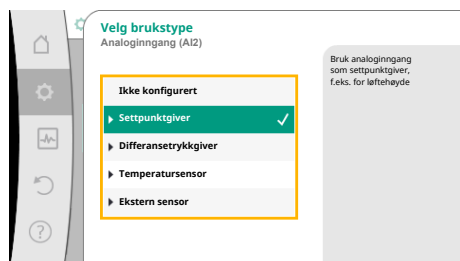 Velg brukstype
Analoginngang (AI2)
Ikke konfigurert
Settpunktgiver
Differansetrykkgiver
Temperatursensor
Ekstern sensor
Bruk analoginngang
som settpunktgiver,
f.eks. for løftehøyde